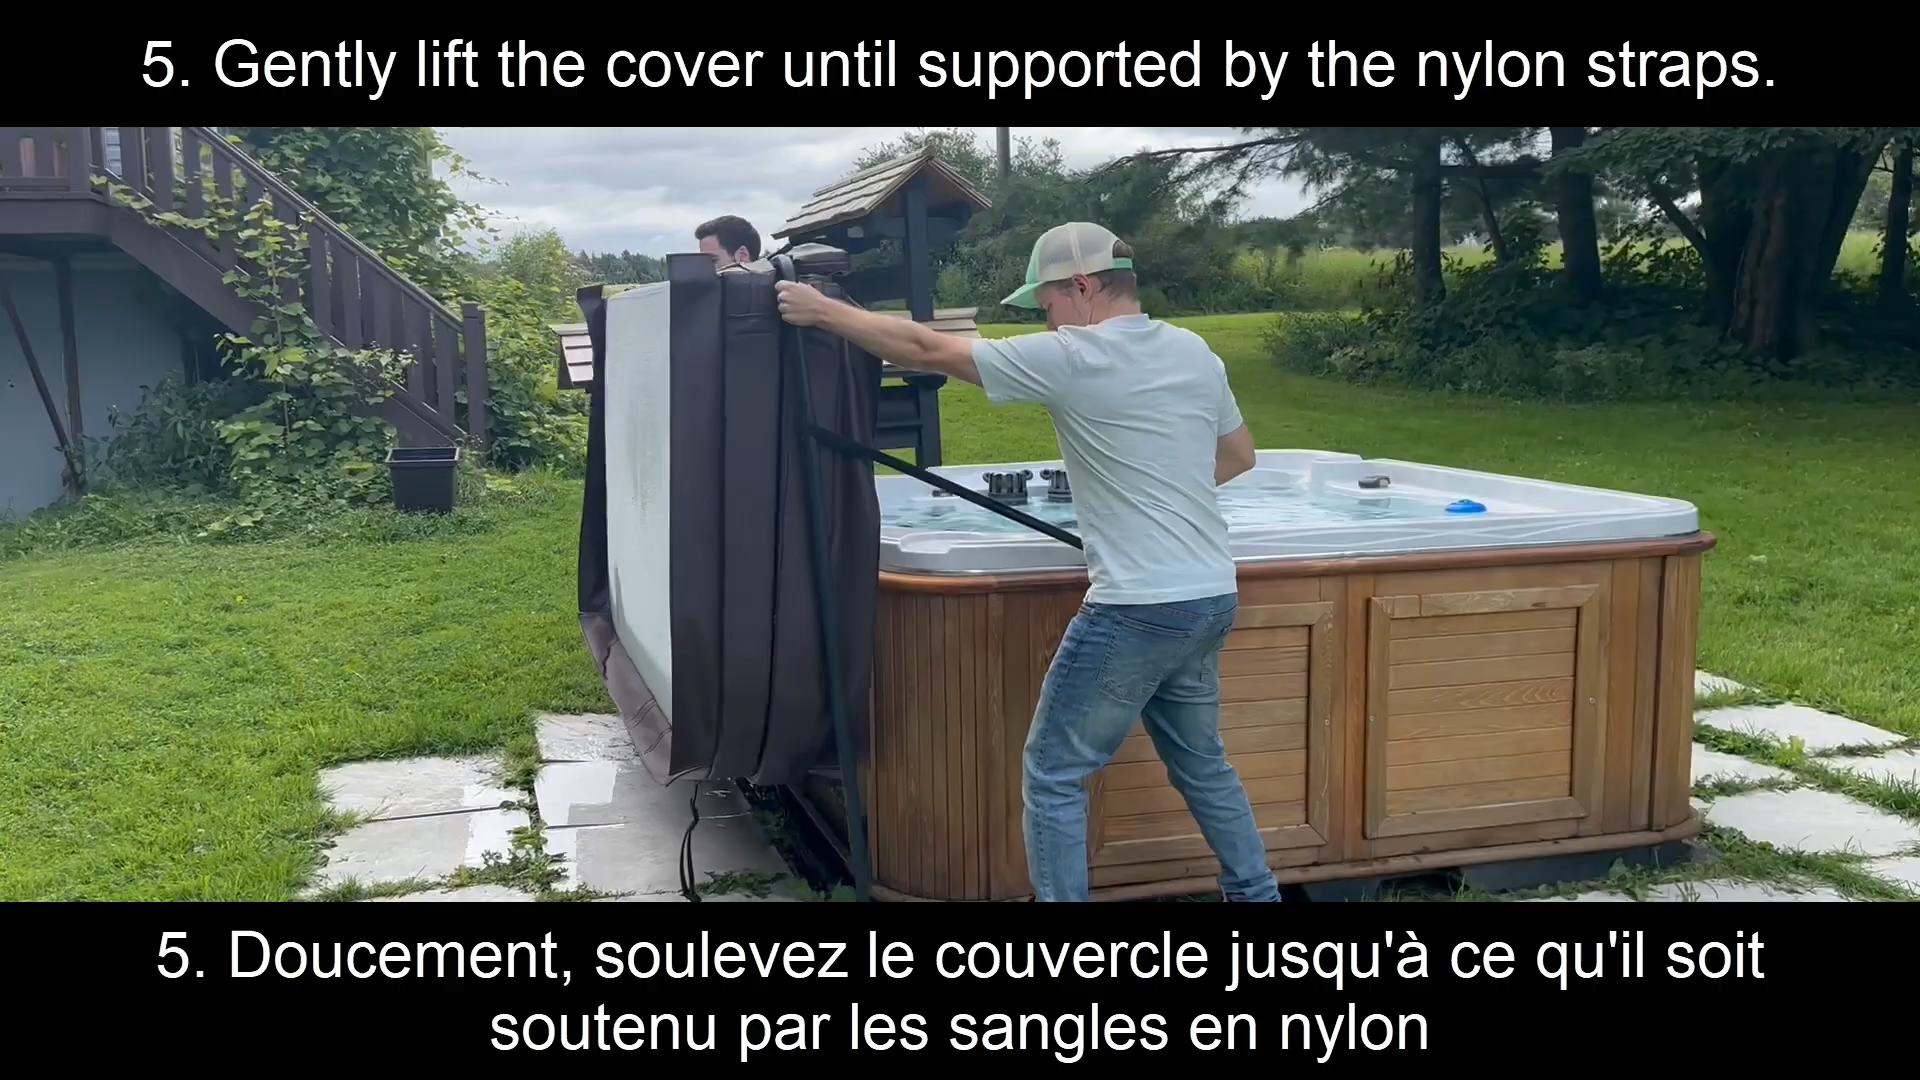 5. Gently lift the cover until supported by the nylon straps.
5. Doucement, soulevez le couvercle jusqu'à ce qu'il soit
soutenu par les sangles en nylon